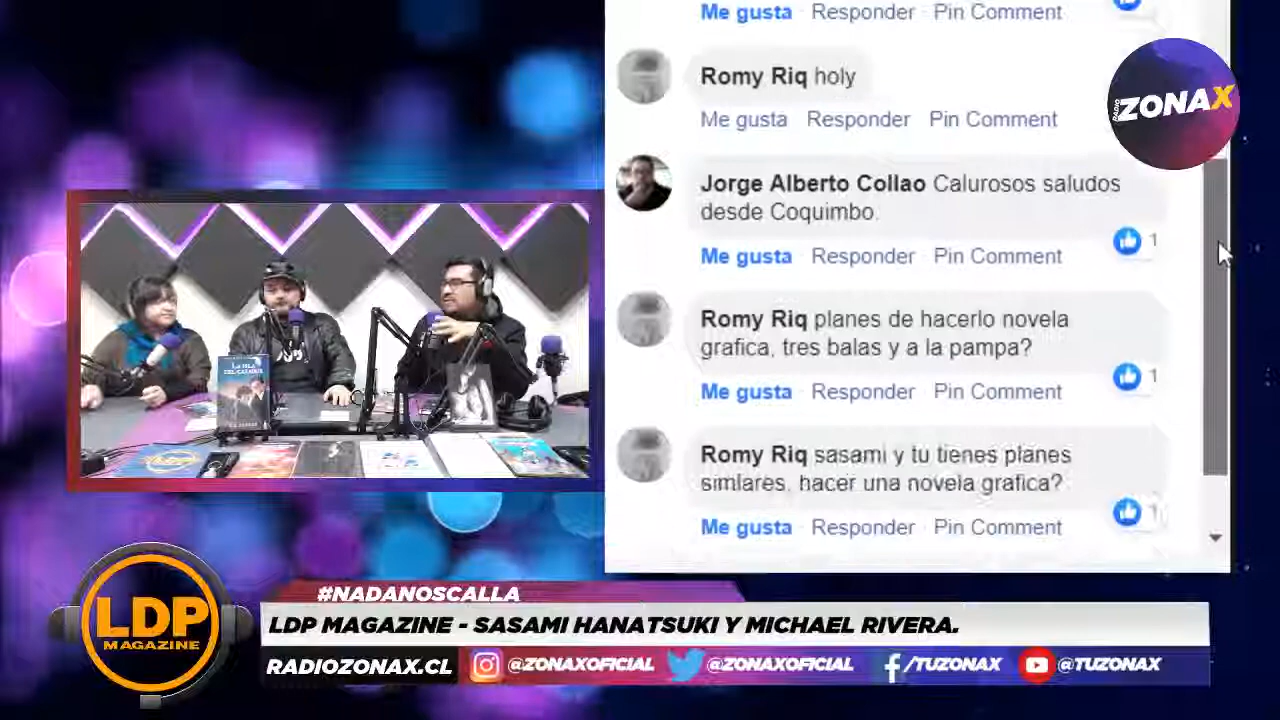 Me gusta · Responder · Pin Comment
RADIO ZONAX
Romy Riq holy
Me gusta Responder Pin Comment
Jorge Alberto Collao Calurosos saludos
desde Coquimbo.
1
Me gusta · Responder · Pin Comment
Romy Riq planes de hacerlo novela
grafica, tres balas y a la pampa?
1
Me gusta · Responder · Pin Comment
Romy Riq sasami y tu tienes planes
simlares, hacer una novela grafica?
1
Me gusta · Responder · Pin Comment
LDP
MAGAZINE
#NADANOSCALLA
LDP MAGAZINE - SASAMI HANATSUKI Y MICHAEL RIVERA.
RADIOZONAX.CL @ZONAXOFICIAL @ZONAXOFICIAL /TUZONAX @TUZONAX